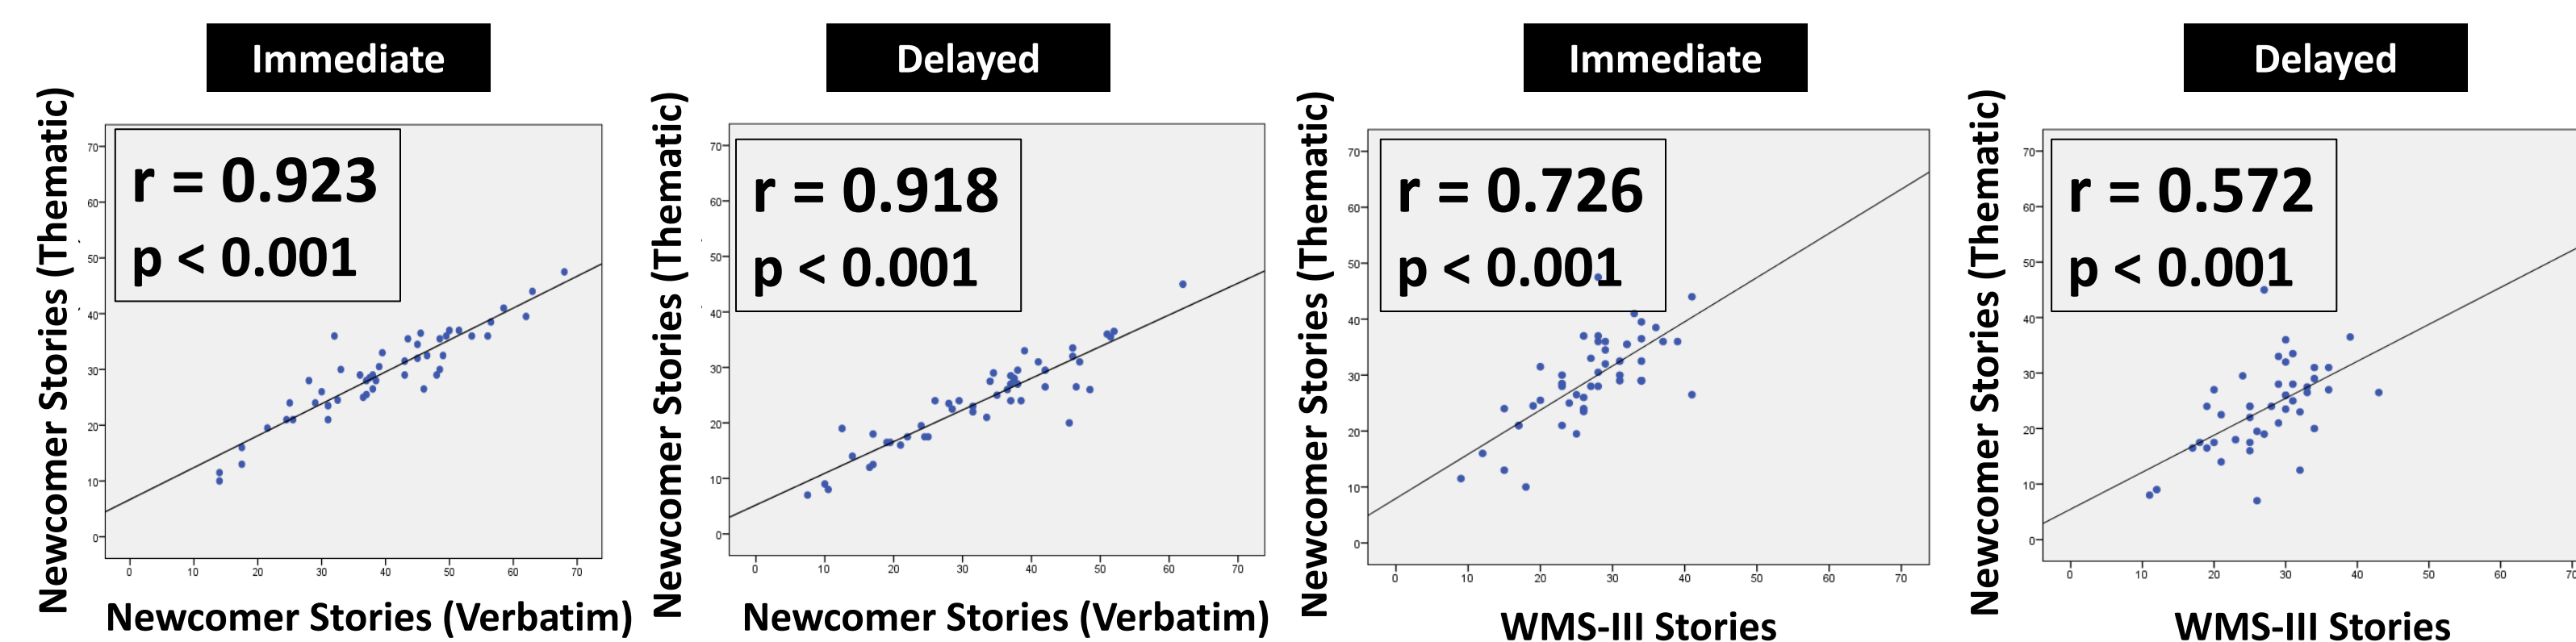 Immediate
Newcomer Stories (Thematic)
r = 0.923
p < 0.001
70
60
50
40
30
20
10
0
0 10 20 30 40 50 60 70
Newcomer Stories (Verbatim)
Delayed
Newcomer Stories (Thematic)
r = 0.918
p < 0.001
70
60
50
40
30
20
10
0
0 10 20 30 40 50 60 70
Newcomer Stories (Verbatim)
Immediate
Newcomer Stories (Thematic)
r = 0.726
p < 0.001
70
60
50
40
30
20
10
0
0 10 20 30 40 50 60 70
WMS-III Stories
Delayed
Newcomer Stories (Thematic)
r = 0.572
p < 0.001
70
60
50
40
30
20
10
0
0 10 20 30 40 50 60 70
WMS-III Stories